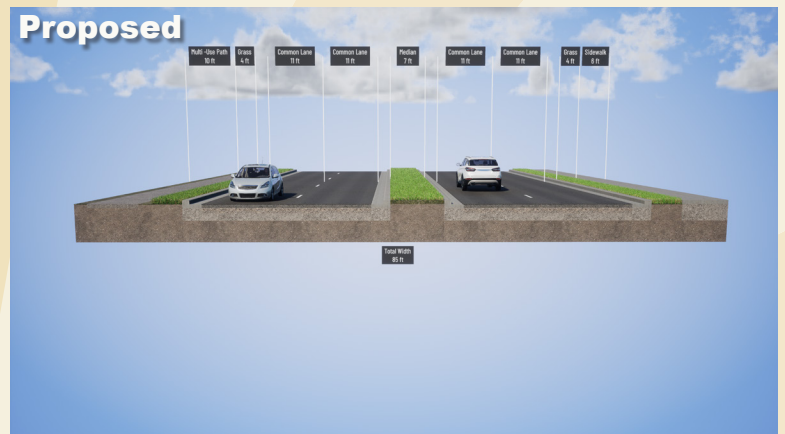 Proposed
Multi-Use Path
10 ft
Grass
4 ft
Common Lane
11 ft
Common Lane
11 ft
Median
7 ft
Common Lane
11 ft
Common Lane
11 ft
Grass
4 ft
Sidewalk
6 ft
Total Width
85 ft